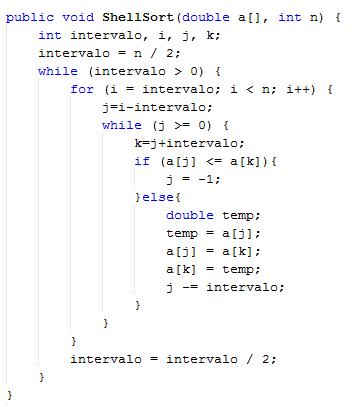 public void ShellSort(double a[], int n) {
    int intervalo, i, j, k;
    intervalo = n / 2;
    while (intervalo > 0) {
        for (i = intervalo; i < n; i++) {
            j=i-intervalo;
            while (j >= 0) {
                k=j+intervalo;
                if (a[j] <= a[k]){
                    j = -1;
                }else{
                    double temp;
                    temp = a[j];
                    a[j] = a[k];
                    a[k] = temp;
                    j -= intervalo;
                }
            }
        }
        intervalo = intervalo / 2;
    }
}